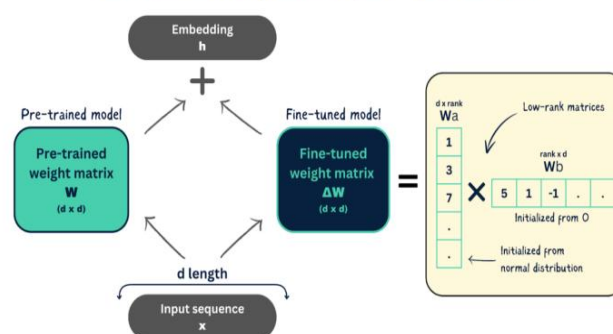 Embedding
h
+
Pre-trained model
Fine-tuned model
Pre-trained
weight matrix
W
(d x d)
Fine-tuned
weight matrix
ΔW
(d x d)
=
d x rank
Wa
1
3
7
.
.
×
Low-rank matrices
rank x d
Wb
5 1 -1 . .
Initialized from 0
Initialized from
normal distribution
d length
Input sequence
x